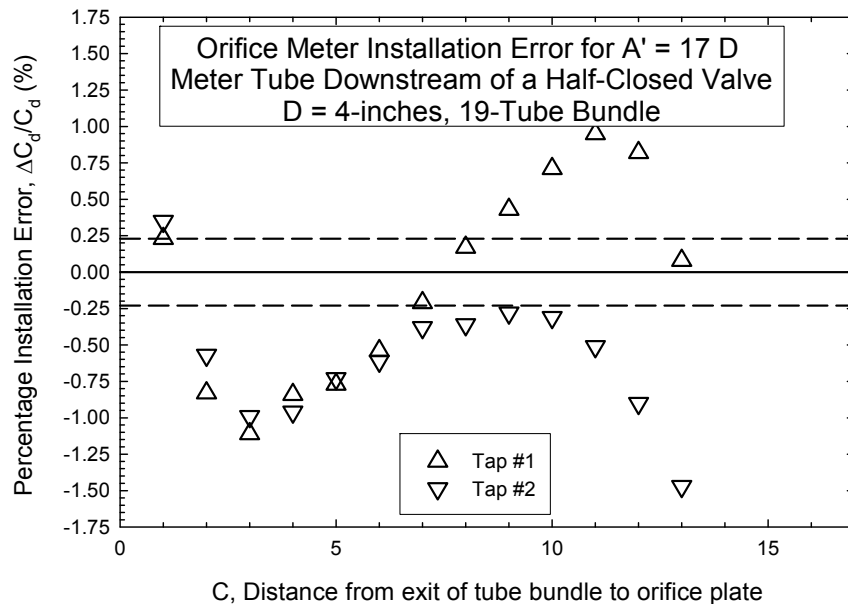 Orifice Meter Installation Error for A' = 17 D
Meter Tube Downstream of a Half-Closed Valve
D = 4-inches, 19-Tube Bundle
Percentage Installation Error, ΔC_d/C_d (%)
1.75
1.50
1.25
1.00
0.75
0.50
0.25
0.00
-0.25
-0.50
-0.75
-1.00
-1.25
-1.50
-1.75
Tap #1
Tap #2
0 5 10 15
C, Distance from exit of tube bundle to orifice plate